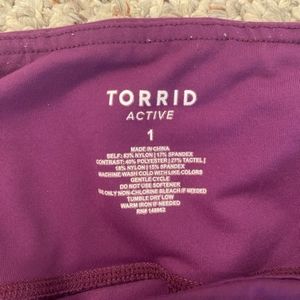 TORRID
ACTIVE
1
MADE IN CHINA
SELF: 83% NYLON | 17% SPANDEX
CONTRAST: 40% POLYESTER | 27% TACTEL |
18% NYLON | 15% SPANDEX
MACHINE WASH COLD WITH LIKE COLORS
GENTLE CYCLE
DO NOT USE SOFTENER
USE ONLY NON-CHLORINE BLEACH IF NEEDED
TUMBLE DRY LOW
WARM IRON IF NEEDED
RN# 148952